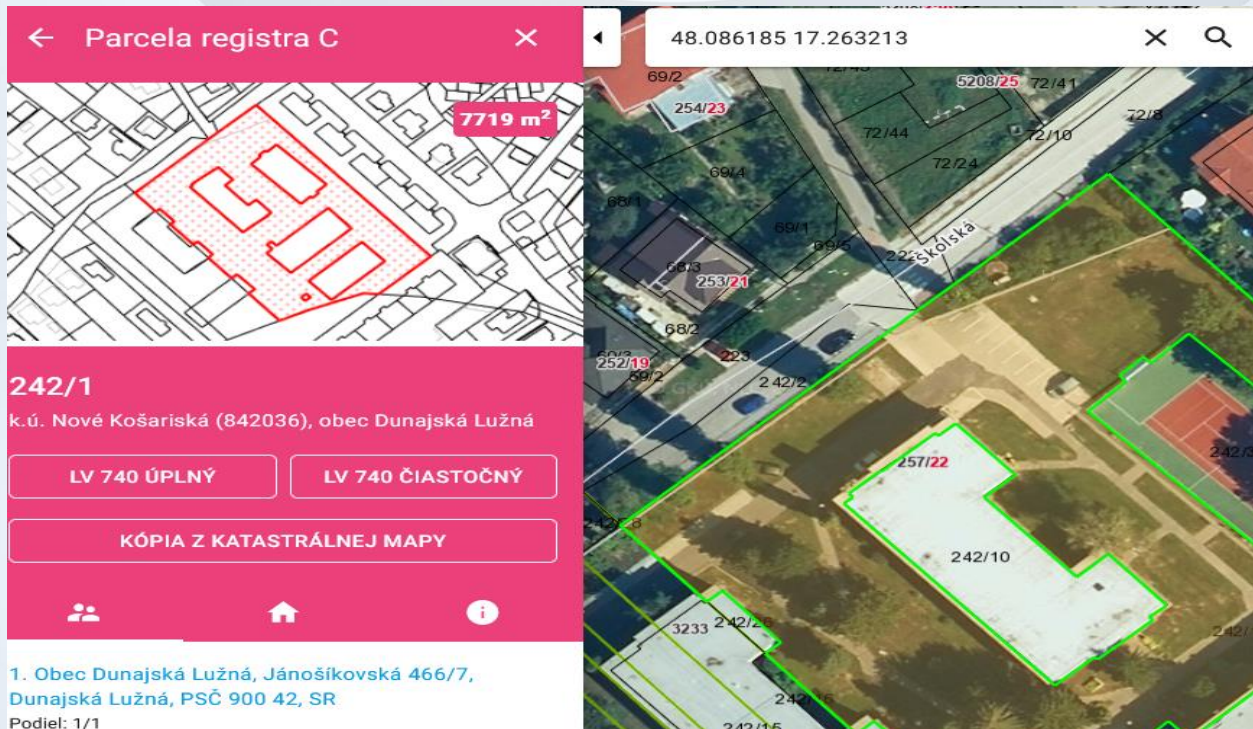 Parcela registra C
7719 m²
242/1
k.ú. Nové Košariská (842036), obec Dunajská Lužná
LV 740 ÚPLNÝ
LV 740 ČIASTOČNÝ
KÓPIA Z KATASTRÁLNEJ MAPY
1. Obec Dunajská Lužná, Jánošíkovská 466/7,
Dunajská Lužná, PSČ 900 42, SR
Podiel: 1/1
48.086185 17.263213
69/2
5208/25
72/41
254/23
72/8
72/44
72/10
72/24
69/4
68/1
69/1
69/5
Školská
68/3
253/21
68/2
223
252/19
59/2
242/2
257/22
242/10
3233
242/15